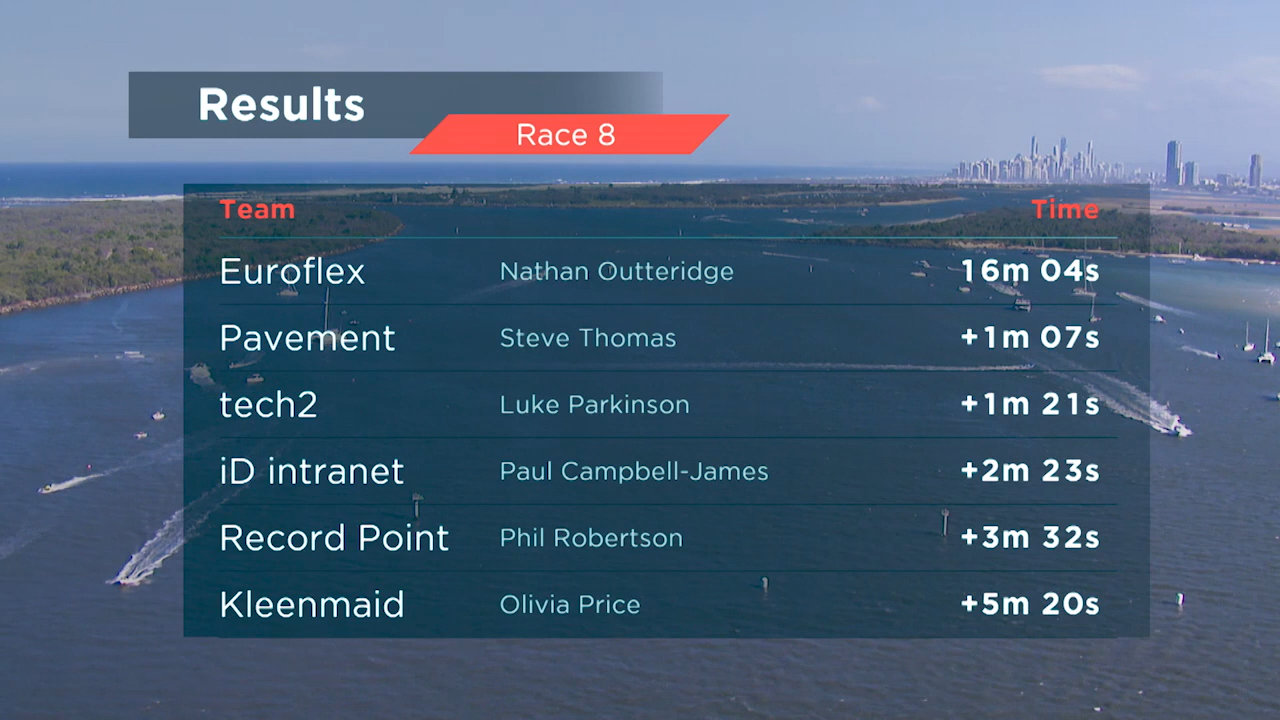 Results
Race 8
Team Time
Euroflex Nathan Outteridge 16m 04s
Pavement Steve Thomas +1m 07s
tech2 Luke Parkinson +1m 21s
iD intranet Paul Campbell-James +2m 23s
Record Point Phil Robertson +3m 32s
Kleenmaid Olivia Price +5m 20s